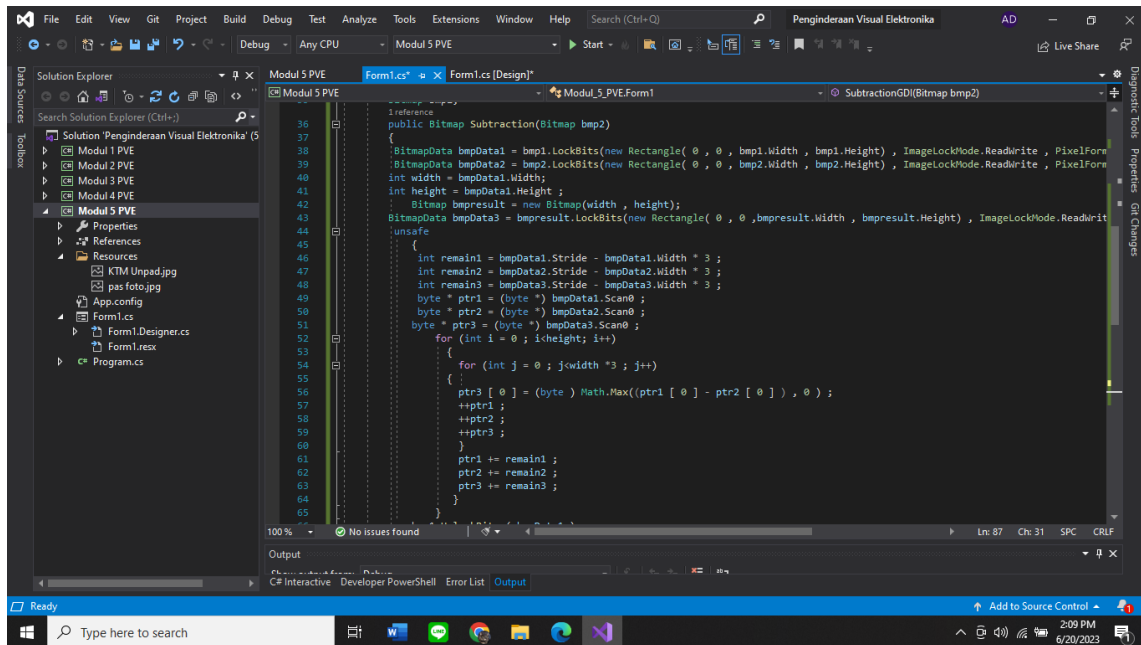 File Edit View Git Project Build Debug Test Analyze Tools Extensions Window Help Search (Ctrl+Q) Penginderaan Visual Elektronika AD
Debug Any CPU Modul 5 PVE Start Live Share
Data Sources
Toolbox
Solution Explorer
Search Solution Explorer (Ctrl+;)
Solution 'Penginderaan Visual Elektronika' (5
C# Modul 1 PVE
C# Modul 2 PVE
C# Modul 3 PVE
C# Modul 4 PVE
C# Modul 5 PVE
Properties
References
Resources
KTM Unpad.jpg
pas foto.jpg
App.config
Form1.cs
Form1.Designer.cs
Form1.resx
C# Program.cs
Modul 5 PVE Form1.cs* Form1.cs [Design]*
C# Modul 5 PVE Modul_5_PVE.Form1 SubtractionGDI(Bitmap bmp2)
1 reference
36 public Bitmap Subtraction(Bitmap bmp2)
37 {
38 BitmapData bmpData1 = bmp1.LockBits(new Rectangle( 0 , 0 , bmp1.Width , bmp1.Height) , ImageLockMode.ReadWrite , PixelForm
39 BitmapData bmpData2 = bmp2.LockBits(new Rectangle( 0 , 0 , bmp2.Width , bmp2.Height) , ImageLockMode.ReadWrite , PixelForm
40 int width = bmpData1.Width;
41 int height = bmpData1.Height ;
42 Bitmap bmpresult = new Bitmap(width , height);
43 BitmapData bmpData3 = bmpresult.LockBits(new Rectangle( 0 , 0 ,bmpresult.Width , bmpresult.Height) , ImageLockMode.ReadWrit
44 unsafe
45 {
46 int remain1 = bmpData1.Stride - bmpData1.Width * 3 ;
47 int remain2 = bmpData2.Stride - bmpData2.Width * 3 ;
48 int remain3 = bmpData3.Stride - bmpData3.Width * 3 ;
49 byte * ptr1 = (byte *) bmpData1.Scan0 ;
50 byte * ptr2 = (byte *) bmpData2.Scan0 ;
51 byte * ptr3 = (byte *) bmpData3.Scan0 ;
52 for (int i = 0 ; i<height; i++)
53 {
54 for (int j = 0 ; j<width *3 ; j++)
55 {
56 ptr3 [ 0 ] = (byte ) Math.Max((ptr1 [ 0 ] - ptr2 [ 0 ] ) , 0 ) ;
57 ++ptr1 ;
58 ++ptr2 ;
59 ++ptr3 ;
60 }
61 ptr1 += remain1 ;
62 ptr2 += remain2 ;
63 ptr3 += remain3 ;
64 }
65 }
100 % No issues found Ln: 87 Ch: 31 SPC CRLF
Output
C# Interactive Developer PowerShell Error List Output
Diagnostic Tools
Properties
Git Changes
Ready Add to Source Control 1
Type here to search
2:09 PM
6/20/2023
1